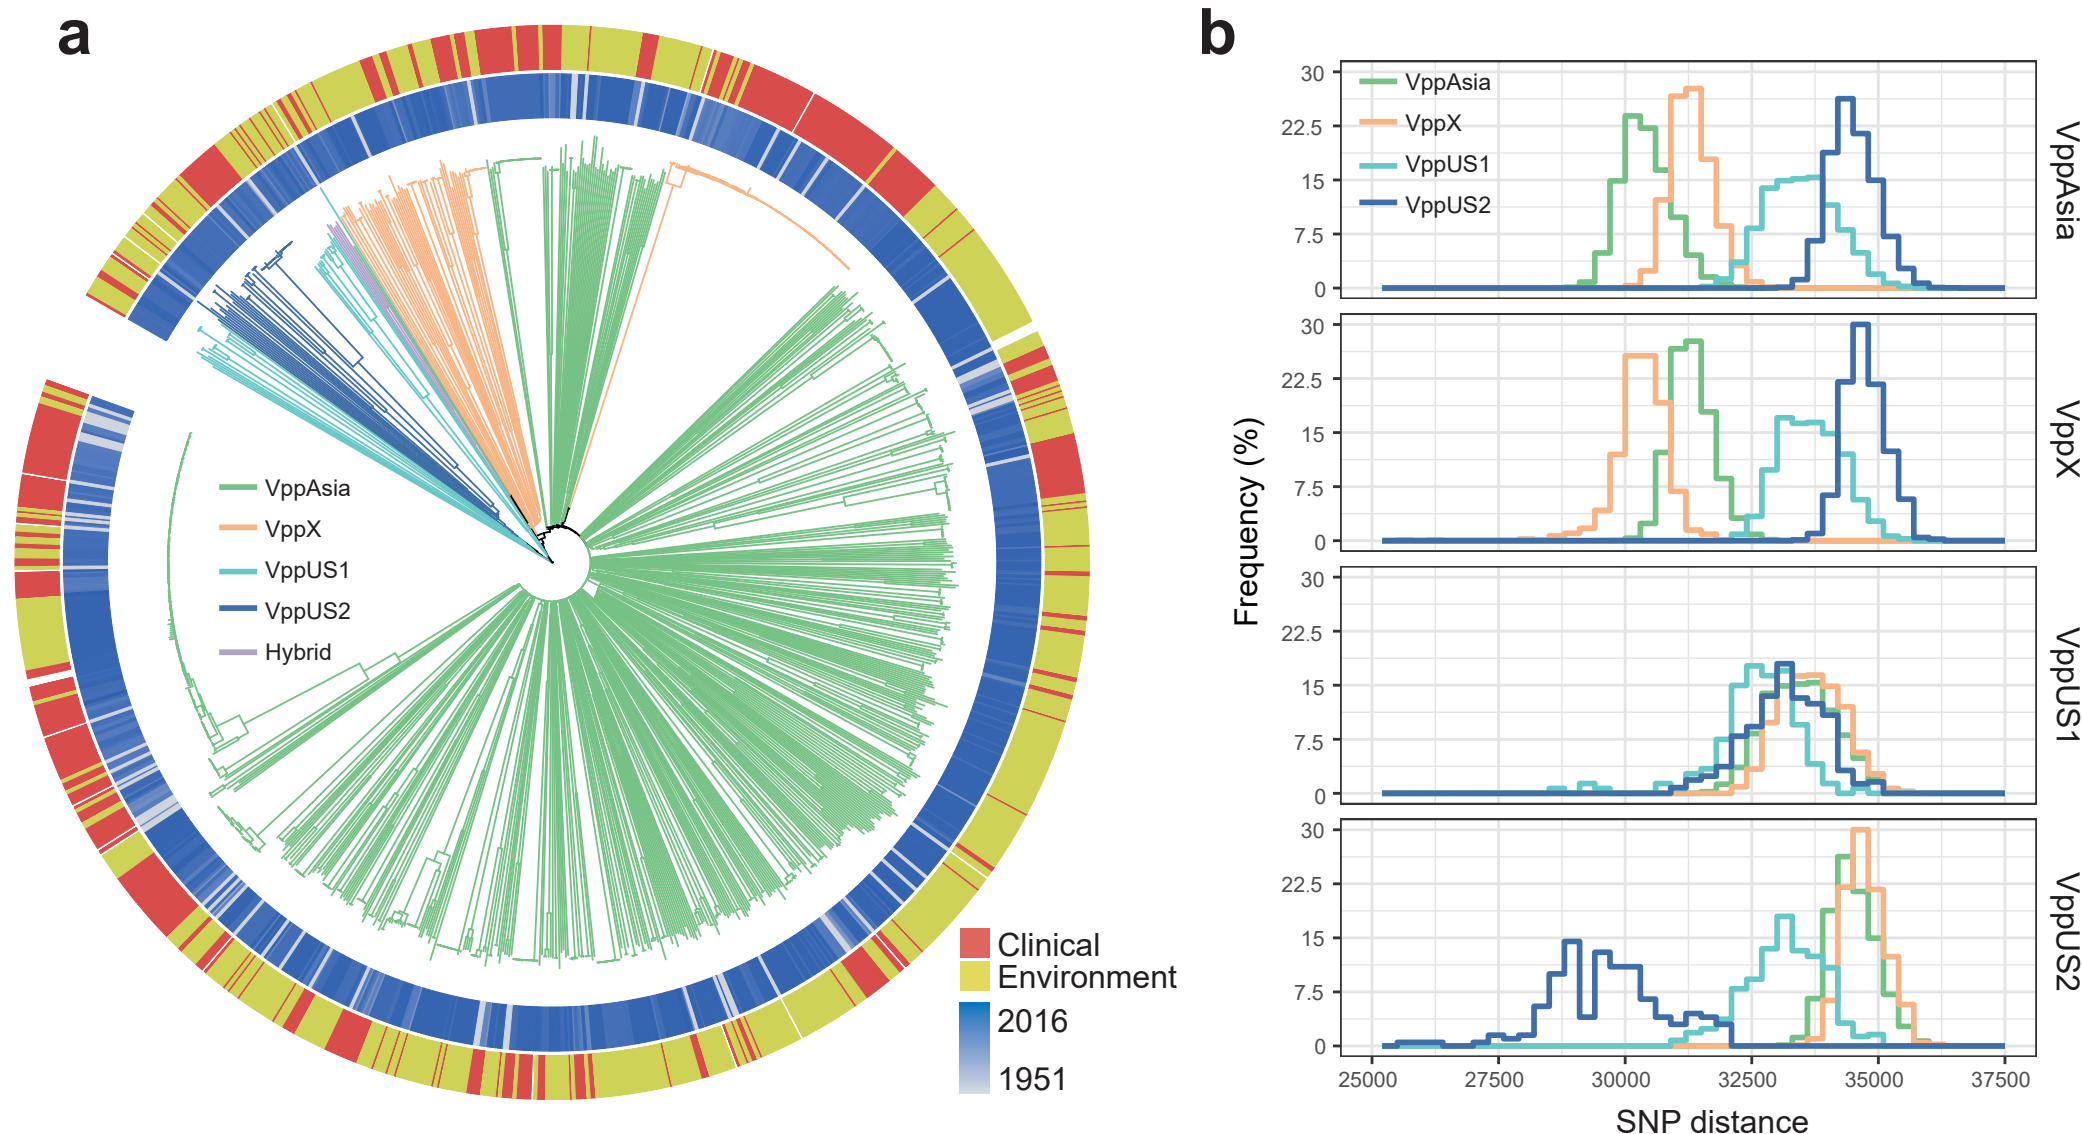 a
VppAsia
VppX
VppUS1
VppUS2
Hybrid
Clinical
Environment
2016
1951
b
Frequency (%)
30
22.5
15
7.5
0
VppAsia
VppX
VppUS1
VppUS2
VppAsia
30
22.5
15
7.5
0
VppX
30
22.5
15
7.5
0
VppUS1
30
22.5
15
7.5
0
VppUS2
25000 27500 30000 32500 35000 37500
SNP distance